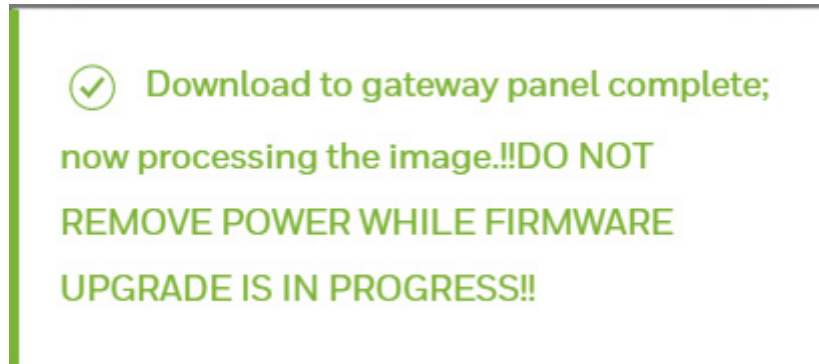 Download to gateway panel complete;
now processing the image.!!DO NOT
REMOVE POWER WHILE FIRMWARE
UPGRADE IS IN PROGRESS!!